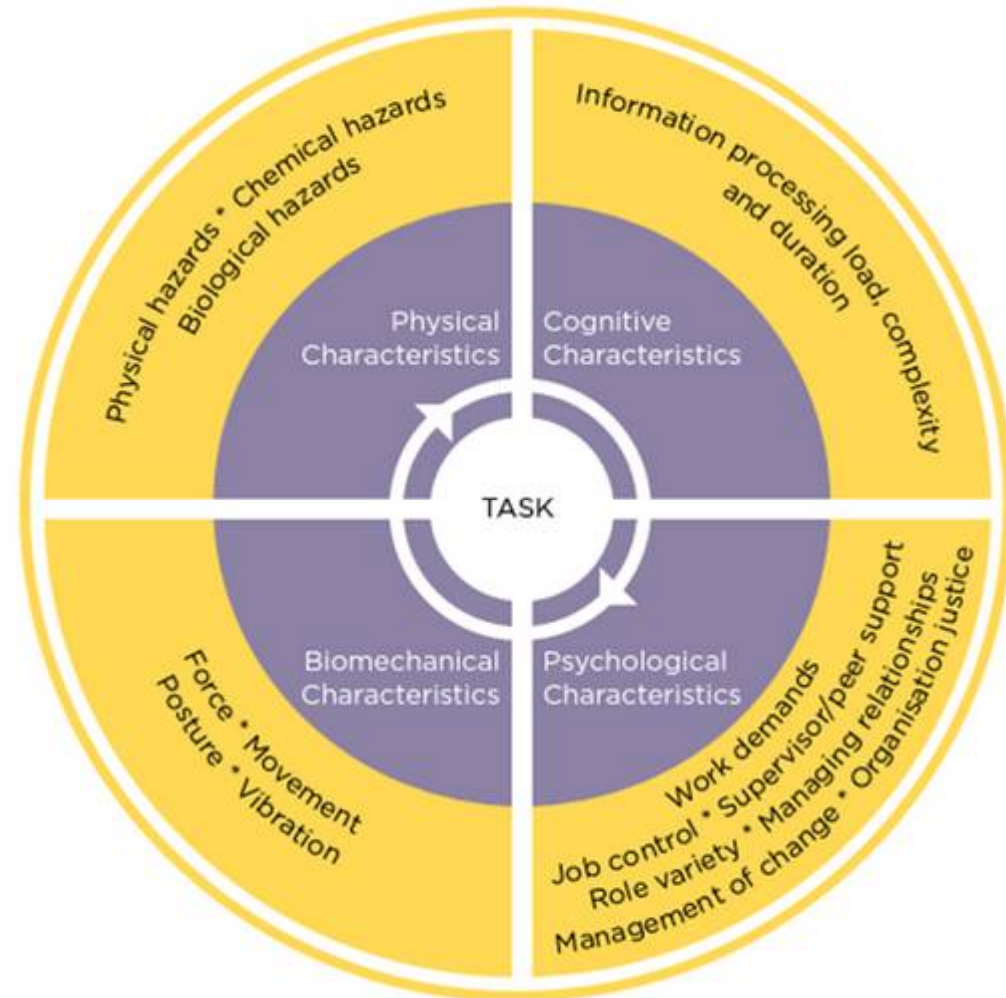 Physical hazards * Chemical hazards
Biological hazards
Information processing load, complexity
and duration
Physical
Characteristics
Cognitive
Characteristics
TASK
Biomechanical
Characteristics
Psychological
Characteristics
Force * Movement
Posture * Vibration
Work demands
Job control * Supervisor/peer support
Role variety * Managing relationships
Management of change * Organisation justice